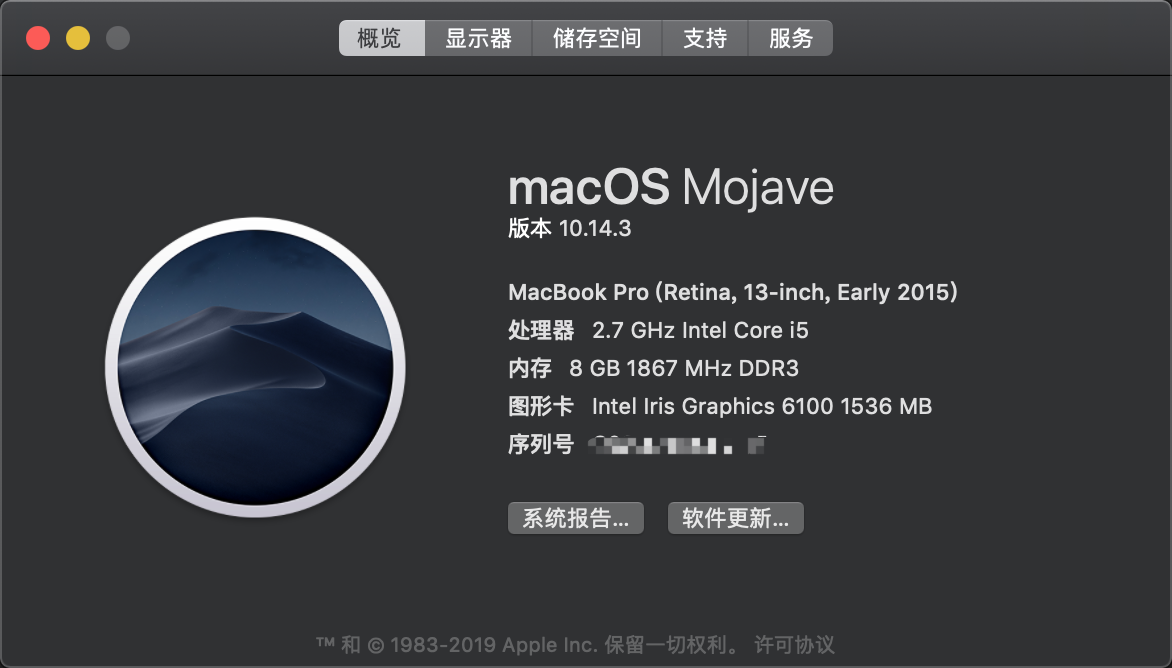 概览 显示器 储存空间 支持 服务
macOS Mojave
版本 10.14.3
MacBook Pro (Retina, 13-inch, Early 2015)
处理器 2.7 GHz Intel Core i5
内存 8 GB 1867 MHz DDR3
图形卡 Intel Iris Graphics 6100 1536 MB
序列号
系统报告... 软件更新...
™ 和 © 1983-2019 Apple Inc. 保留一切权利。 许可协议